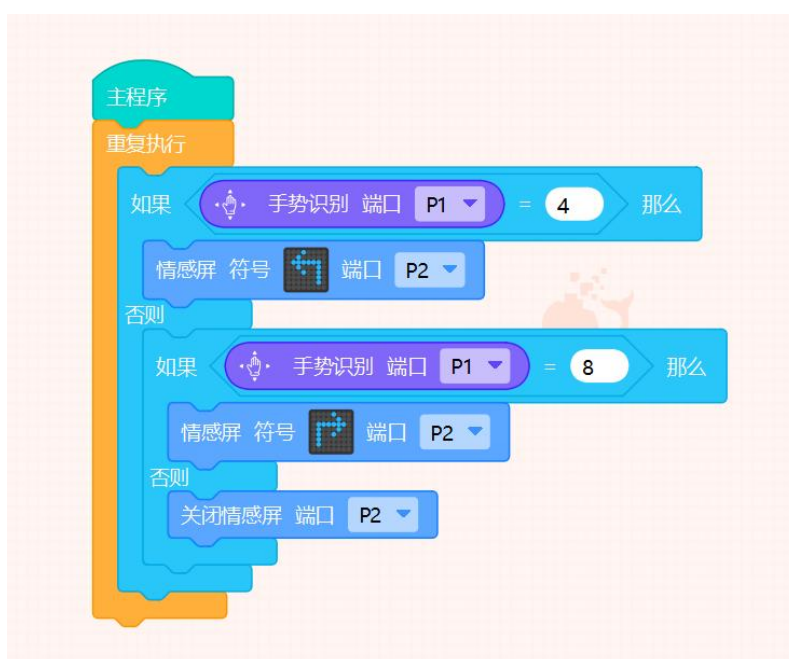 主程序
重复执行
如果 手势识别 端口 P1 = 4 那么
情感屏 符号 端口 P2
否则
如果 手势识别 端口 P1 = 8 那么
情感屏 符号 端口 P2
否则
关闭情感屏 端口 P2